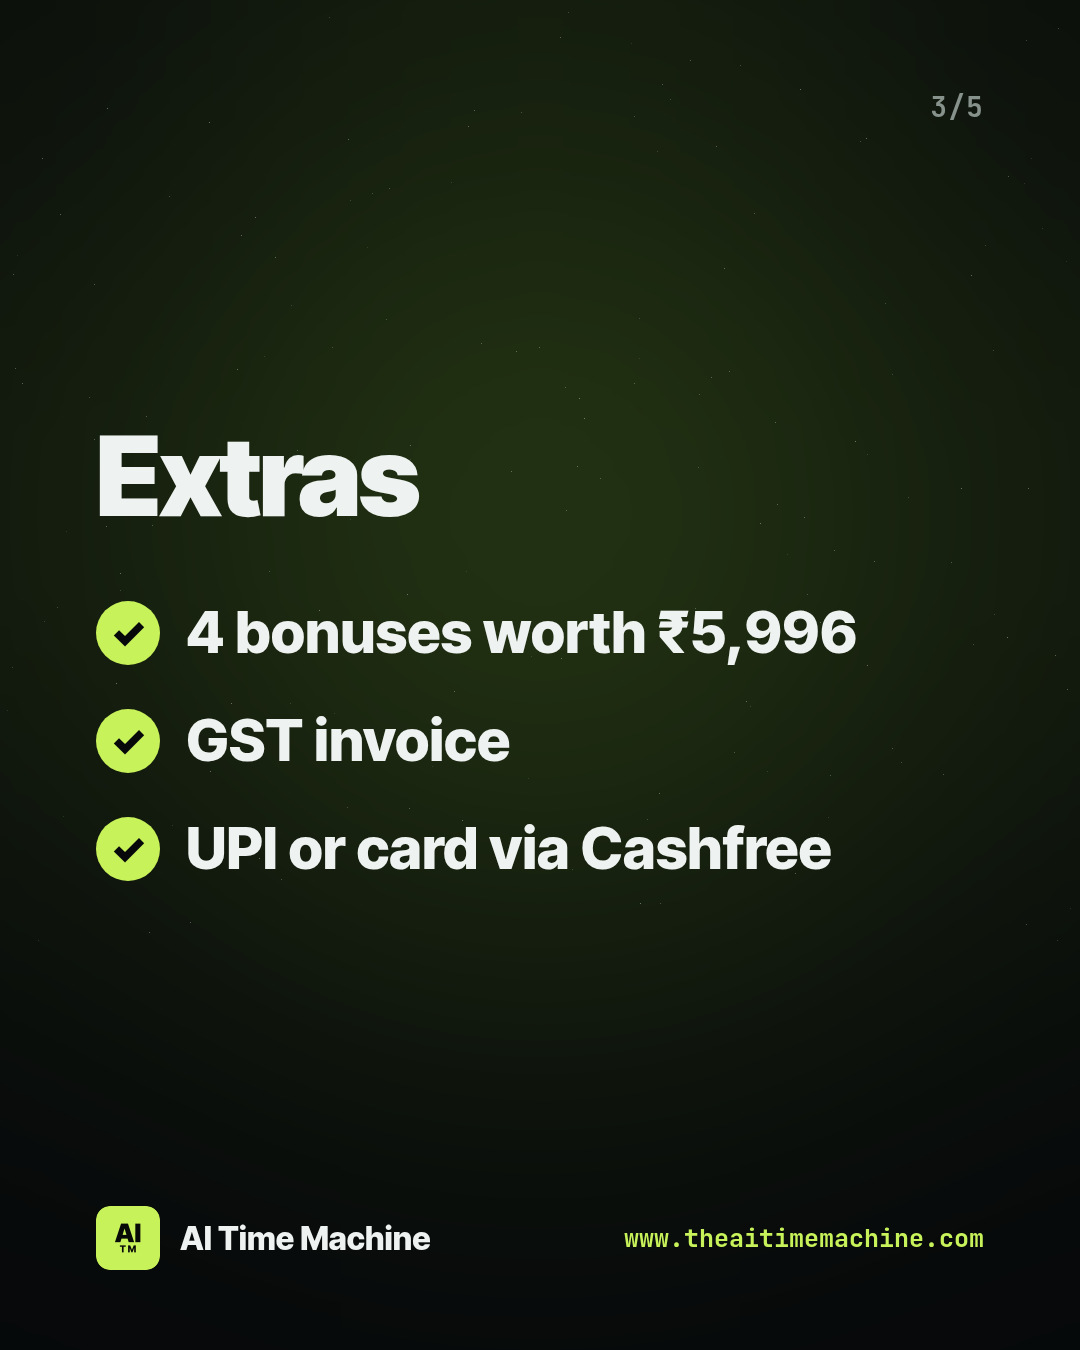 3/5
Extras
4 bonuses worth ₹5,996
GST invoice
UPI or card via Cashfree
AI
TM
AI Time Machine
www.theaitimemachine.com